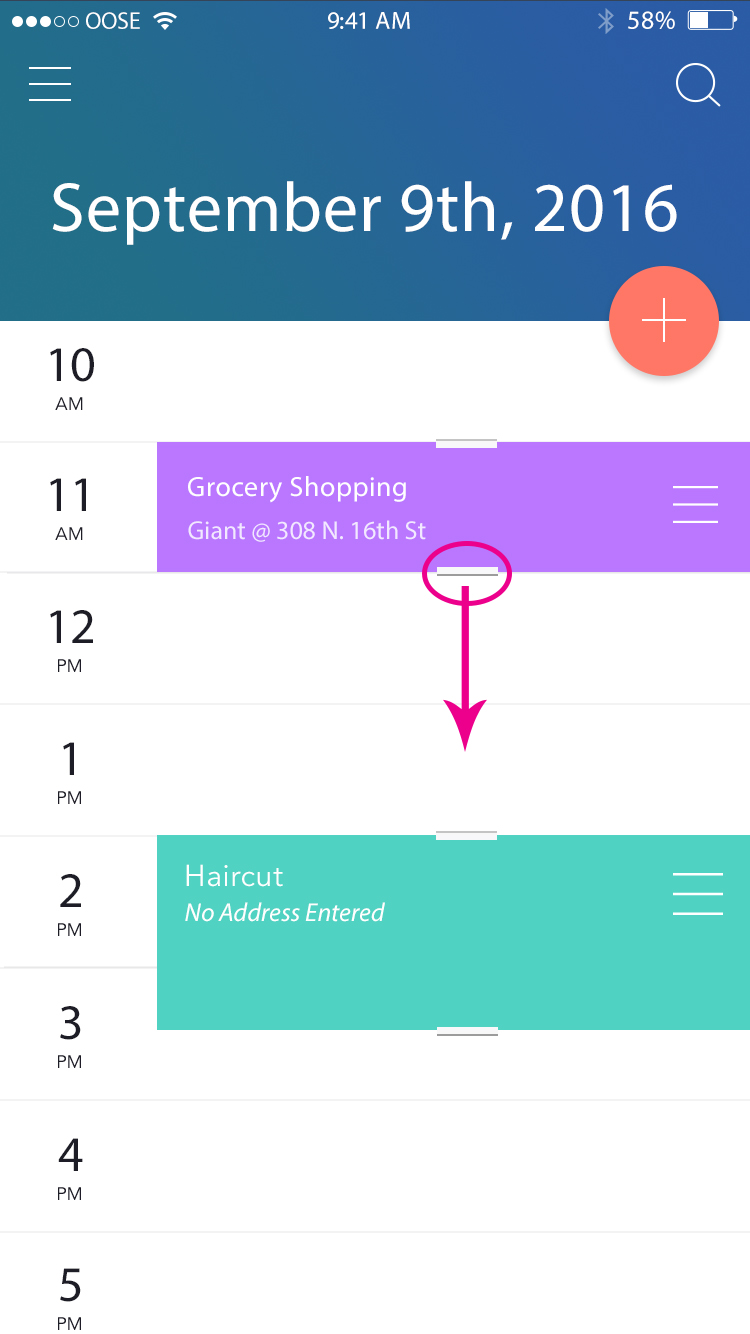 OOSE 9:41 AM 58%
September 9th, 2016
10
AM
11
AM
Grocery Shopping
Giant @ 308 N. 16th St
12
PM
1
PM
2
PM
Haircut
No Address Entered
3
PM
4
PM
5
PM